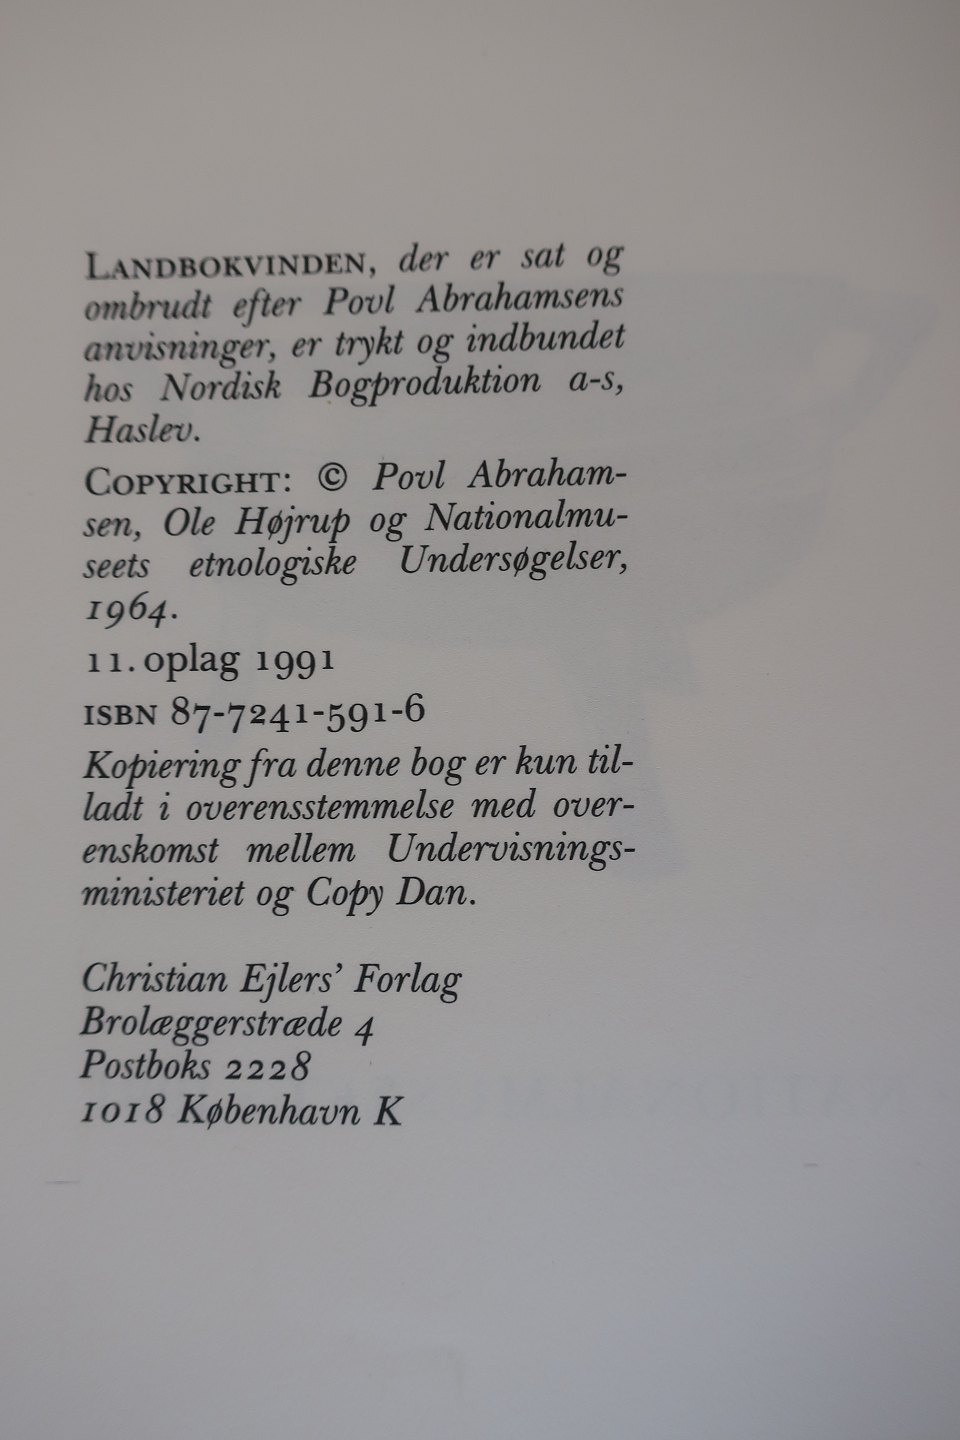 LANDBOKVINDEN, der er sat og
ombrudt efter Povl Abrahamsens
anvisninger, er trykt og indbundet
hos Nordisk Bogproduktion a-s,
Haslev.
COPYRIGHT: © Povl Abraham-
sen, Ole Højrup og Nationalmu-
seets etnologiske Undersøgelser,
1964.
11. oplag 1991
ISBN 87-7241-591-6
Kopiering fra denne bog er kun til-
ladt i overensstemmelse med over-
enskomst mellem Undervisnings-
ministeriet og Copy Dan.
Christian Ejlers' Forlag
Brolæggerstræde 4
Postboks 2228
1018 København K